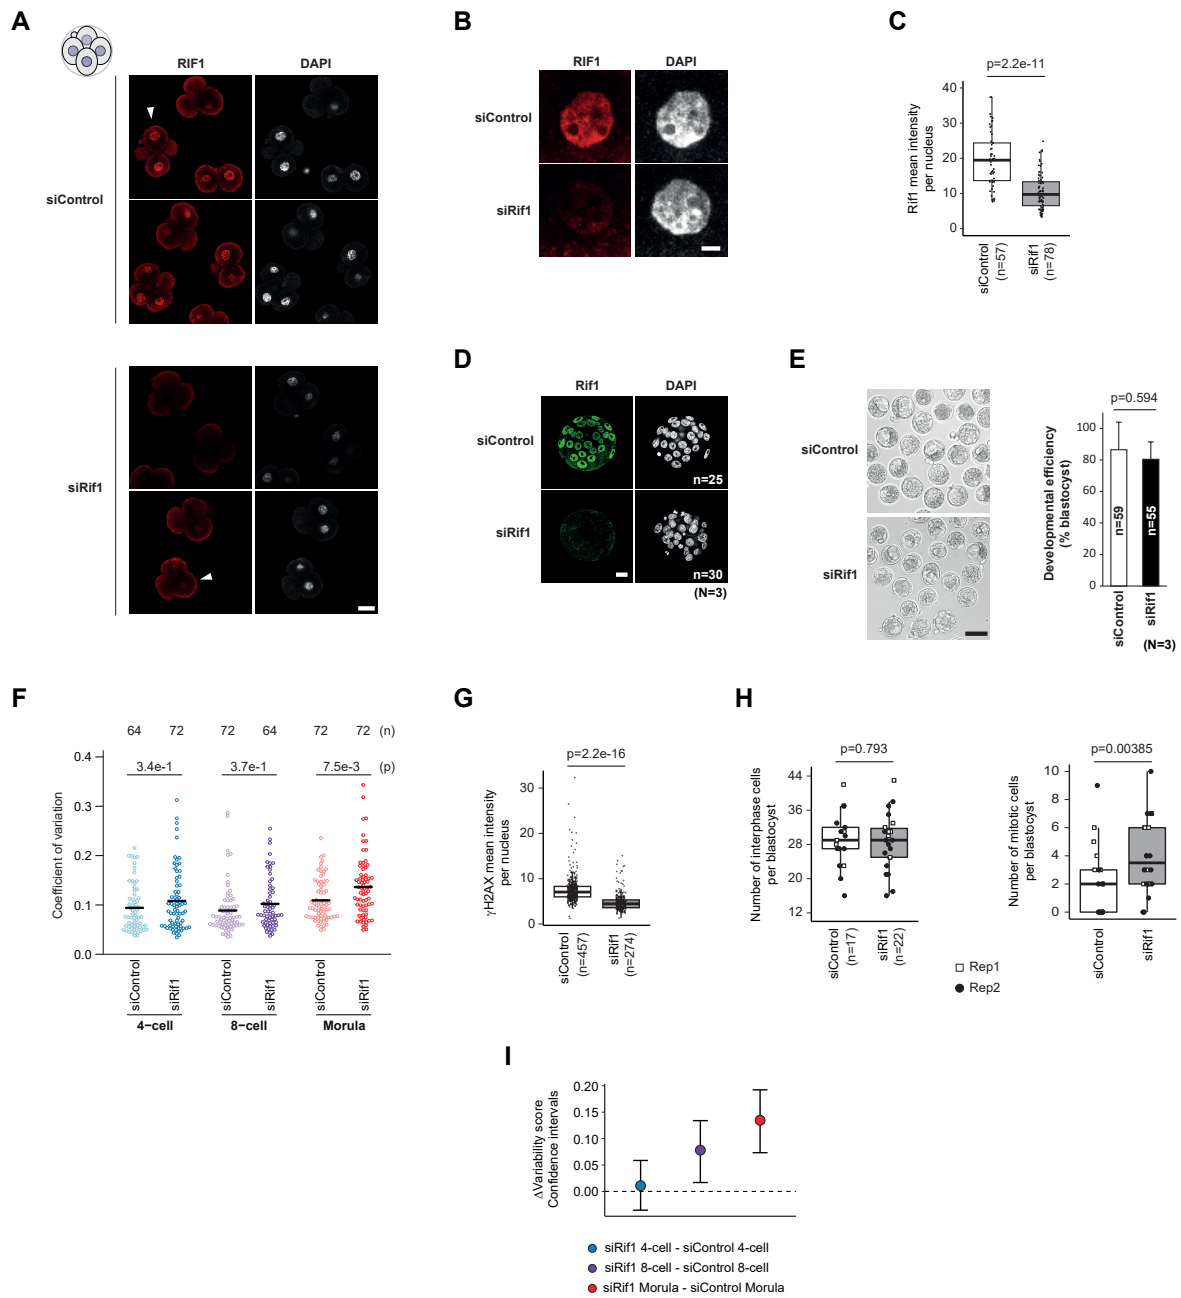 A
RIF1
DAPI
siControl
siRif1
B
RIF1
DAPI
siControl
siRif1
C
p=2.2e-11
Rif1 mean intensity
per nucleus
40
30
20
10
0
siControl
(n=57)
siRif1
(n=78)
D
Rif1
DAPI
siControl
n=25
siRif1
n=30
(N=3)
E
siControl
siRif1
p=0.594
Developmental efficiency
(% blastocyst)
100
80
60
40
20
0
n=59
n=55
siControl
siRif1
(N=3)
F
64 72 72 64 72 72 (n)
3.4e-1 3.7e-1 7.5e-3 (p)
Coefficient of variation
0.4
0.3
0.2
0.1
0.0
siControl
siRif1
siControl
siRif1
siControl
siRif1
4−cell 8−cell Morula
G
p=2.2e-16
γH2AX mean intensity
per nucleus
30
20
10
0
siControl
(n=457)
siRif1
(n=274)
H
p=0.793
Number of interphase cells
per blastocyst
44
36
28
20
12
siControl
(n=17)
siRif1
(n=22)
p=0.00385
Number of mitotic cells
per blastocyst
10
8
6
4
2
0
siControl
siRif1
Rep1
Rep2
I
ΔVariability score
Confidence intervals
0.20
0.15
0.10
0.05
0.00
siRif1 4-cell - siControl 4-cell
siRif1 8-cell - siControl 8-cell
siRif1 Morula - siControl Morula